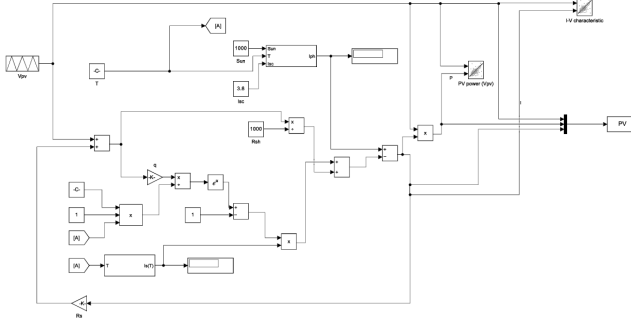 I-V characteristic
[A]
Vpv
-C-
T
1000
Sun
3.8
Isc
Sun
T
Isc
Iph
P
PV power (Vpv)
I
PV
x
+
+
x
÷
1000
Rsh
+
−
x
+
+
q
-K-
x
÷
e^u
-C-
1
x
[A]
+
−
1
x
[A]
T
Is(T)
-K-
Rs